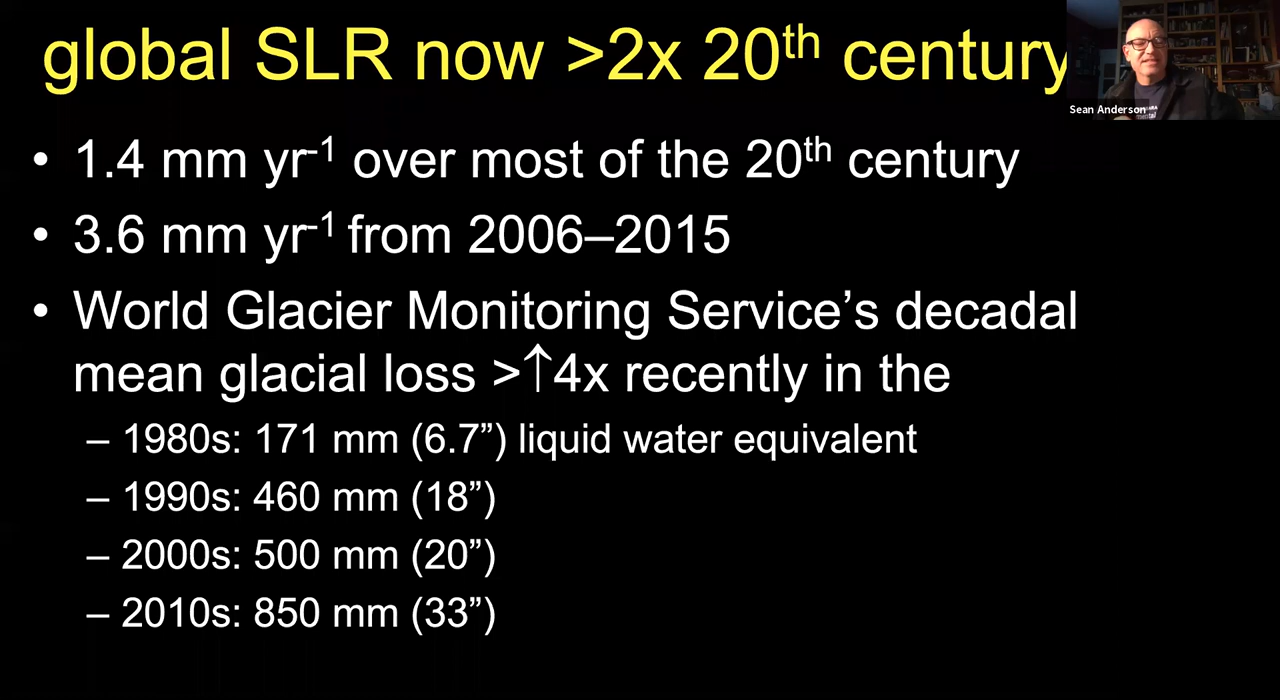 global SLR now >2x 20th century
Sean Anderson
• 1.4 mm yr-1 over most of the 20th century
• 3.6 mm yr-1 from 2006–2015
• World Glacier Monitoring Service’s decadal
mean glacial loss >↑4x recently in the
– 1980s: 171 mm (6.7”) liquid water equivalent
– 1990s: 460 mm (18”)
– 2000s: 500 mm (20”)
– 2010s: 850 mm (33”)